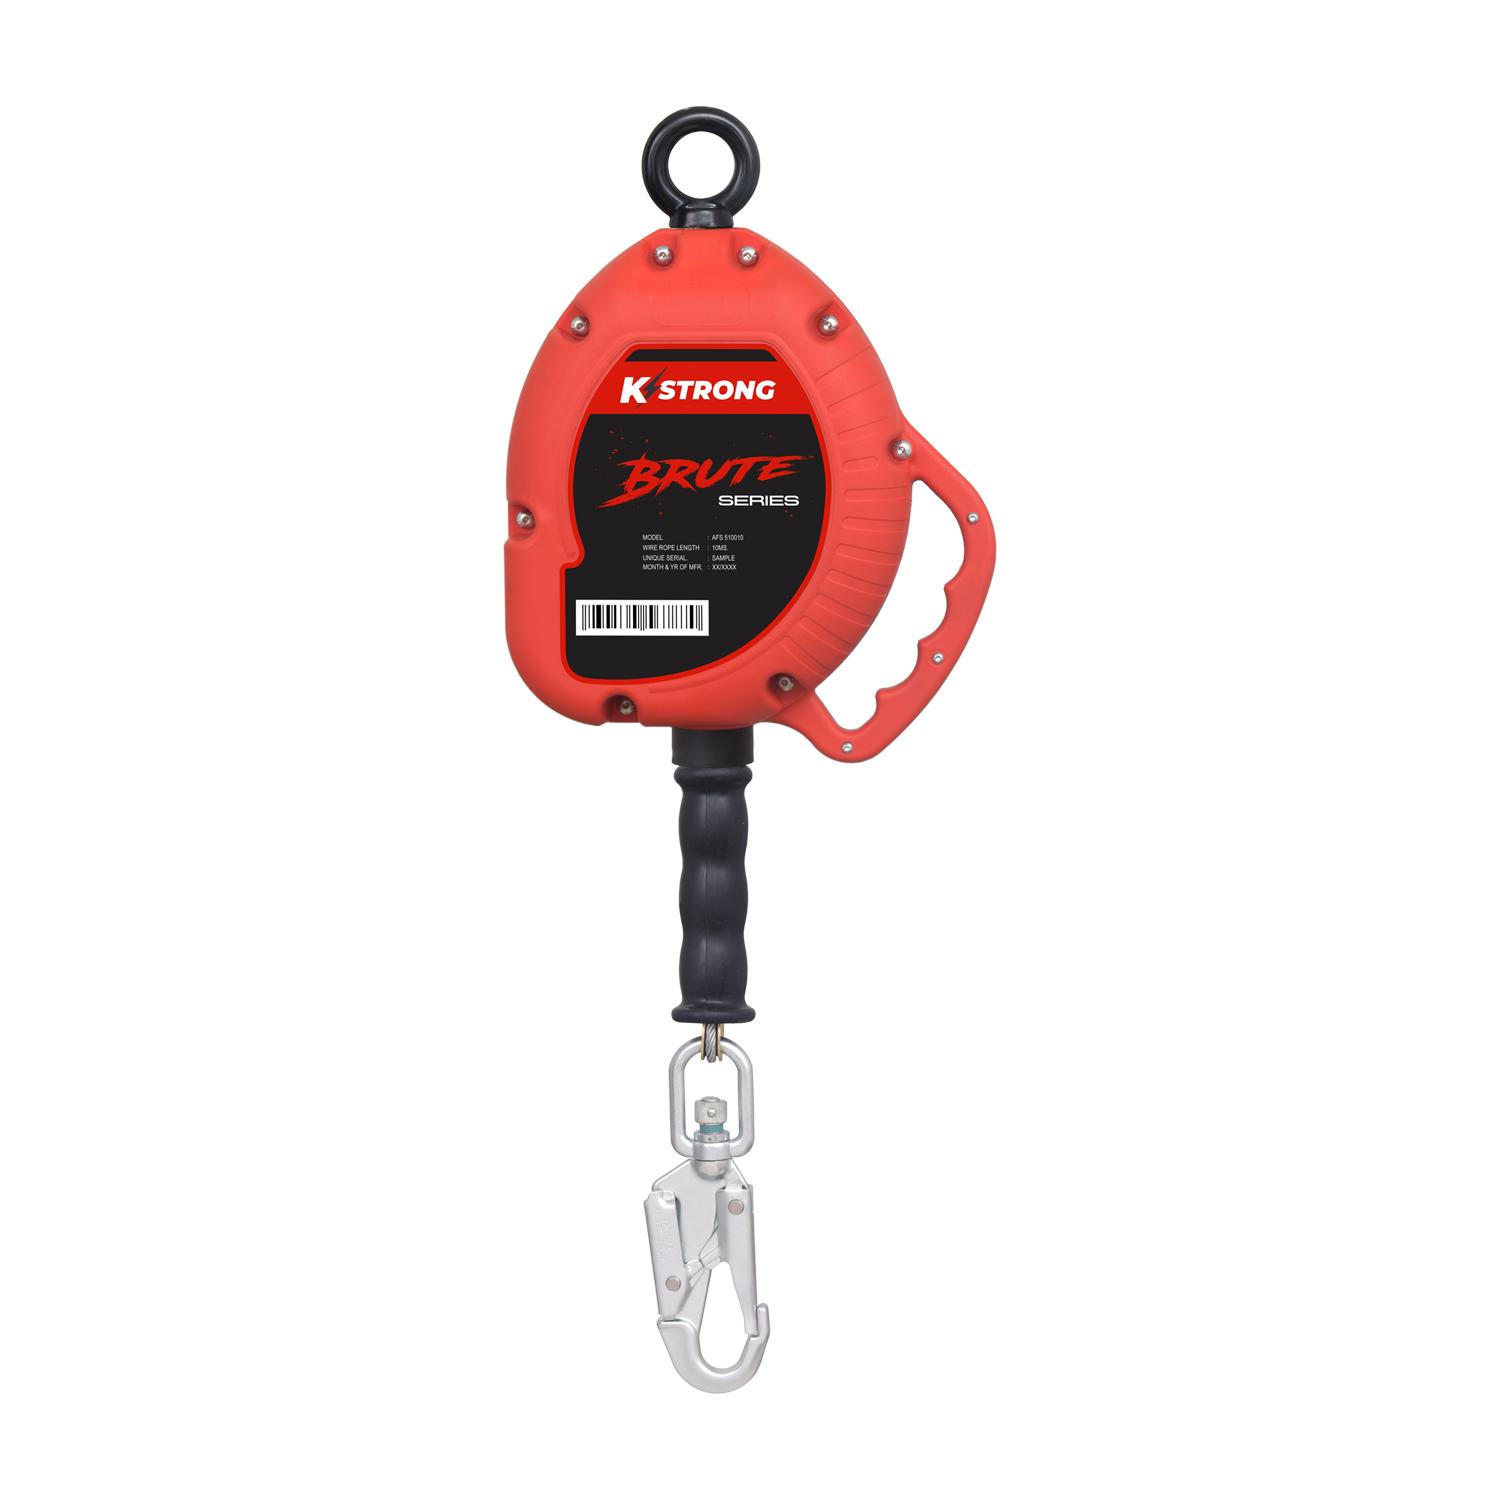 K STRONG
BRUTE
SERIES
MODEL : AFS 510010
WIRE ROPE LENGTH : 10MS.
UNIQUE SERIAL. : SAMPLE
MONTH & YR OF MFR. : XX/XXXX